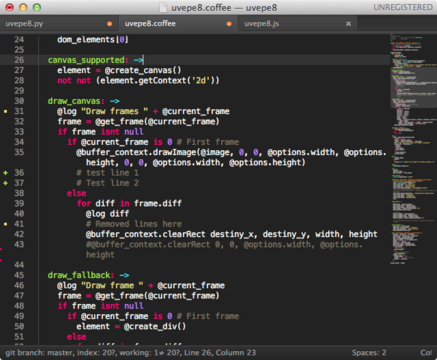 uvepe8.coffee — uvepe8
UNREGISTERED
uvepe8.py
uvepe8.coffee
uvepe8.js
24 dom_elements[0]
25
26 canvas_supported: ->
27 element = @create_canvas()
28 not not (element.getContext('2d'))
29
30 draw_canvas: ->
31 @log "Draw frames " + @current_frame
32 frame = @get_frame(@current_frame)
33 if frame isnt null
34 if @current_frame is 0 # First frame
35 @buffer_context.drawImage(@image, 0, 0, @options.width, @options.
height, 0, 0, @options.width, @options.height)
36 # test line 1
37 # Test line 2
38 else
39 for diff in frame.diff
40 @log diff
41 # Removed lines here
42 @buffer_context.clearRect destiny_x, destiny_y, width, height
43 #@buffer_context.clearRect 0, 0, @options.width, @options.
height
44
45 draw_fallback: ->
46 @log "Draw frame " + @current_frame
47 frame = @get_frame(@current_frame)
48 if frame isnt null
49 if @current_frame is 0 # First frame
50 element = @create_div()
51 else
git branch: master, index: 20?, working: 1≠ 20?, Line 26, Column 23
Spaces: 2
Co